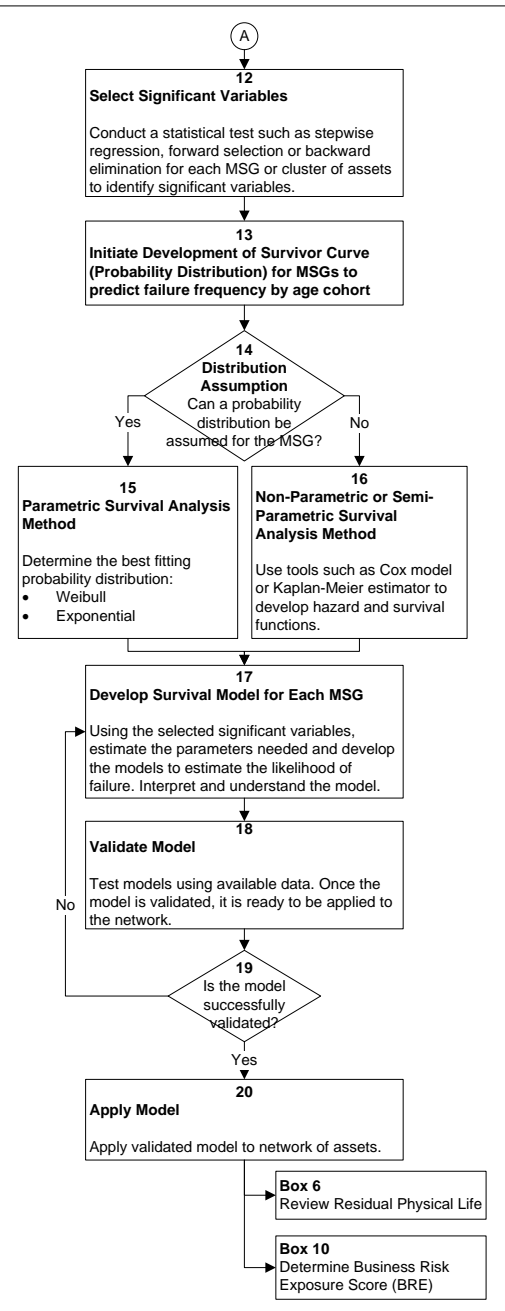 A
12
Select Significant Variables
Conduct a statistical test such as stepwise
regression, forward selection or backward
elimination for each MSG or cluster of assets
to identify significant variables.
13
Initiate Development of Survivor Curve
(Probability Distribution) for MSGs to
predict failure frequency by age cohort
14
Distribution
Assumption
Can a probability
distribution be
assumed for the MSG?
Yes
No
15
Parametric Survival Analysis
Method
Determine the best fitting
probability distribution:
• Weibull
• Exponential
16
Non-Parametric or Semi-
Parametric Survival
Analysis Method
Use tools such as Cox model
or Kaplan-Meier estimator to
develop hazard and survival
functions.
17
Develop Survival Model for Each MSG
Using the selected significant variables,
estimate the parameters needed and develop
the models to estimate the likelihood of
failure. Interpret and understand the model.
18
Validate Model
Test models using available data. Once the
model is validated, it is ready to be applied to
the network.
No
19
Is the model
successfully
validated?
Yes
20
Apply Model
Apply validated model to network of assets.
Box 6
Review Residual Physical Life
Box 10
Determine Business Risk
Exposure Score (BRE)